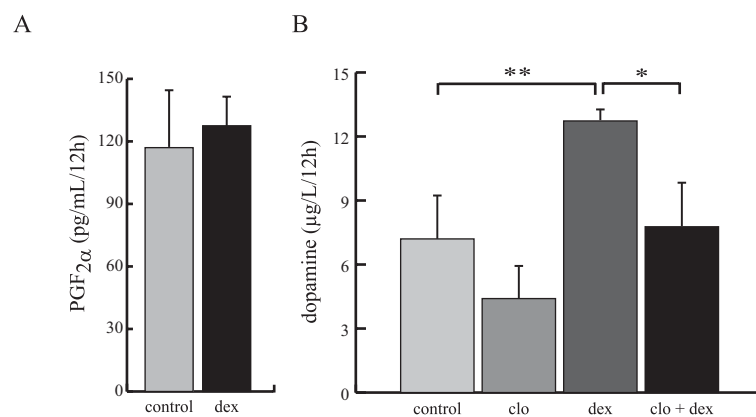 A
PGF2α (pg/mL/12h)
150
120
90
60
30
0
control dex
B
dopamine (µg/L/12h)
15
12
9
6
3
0
** *
control clo dex clo + dex